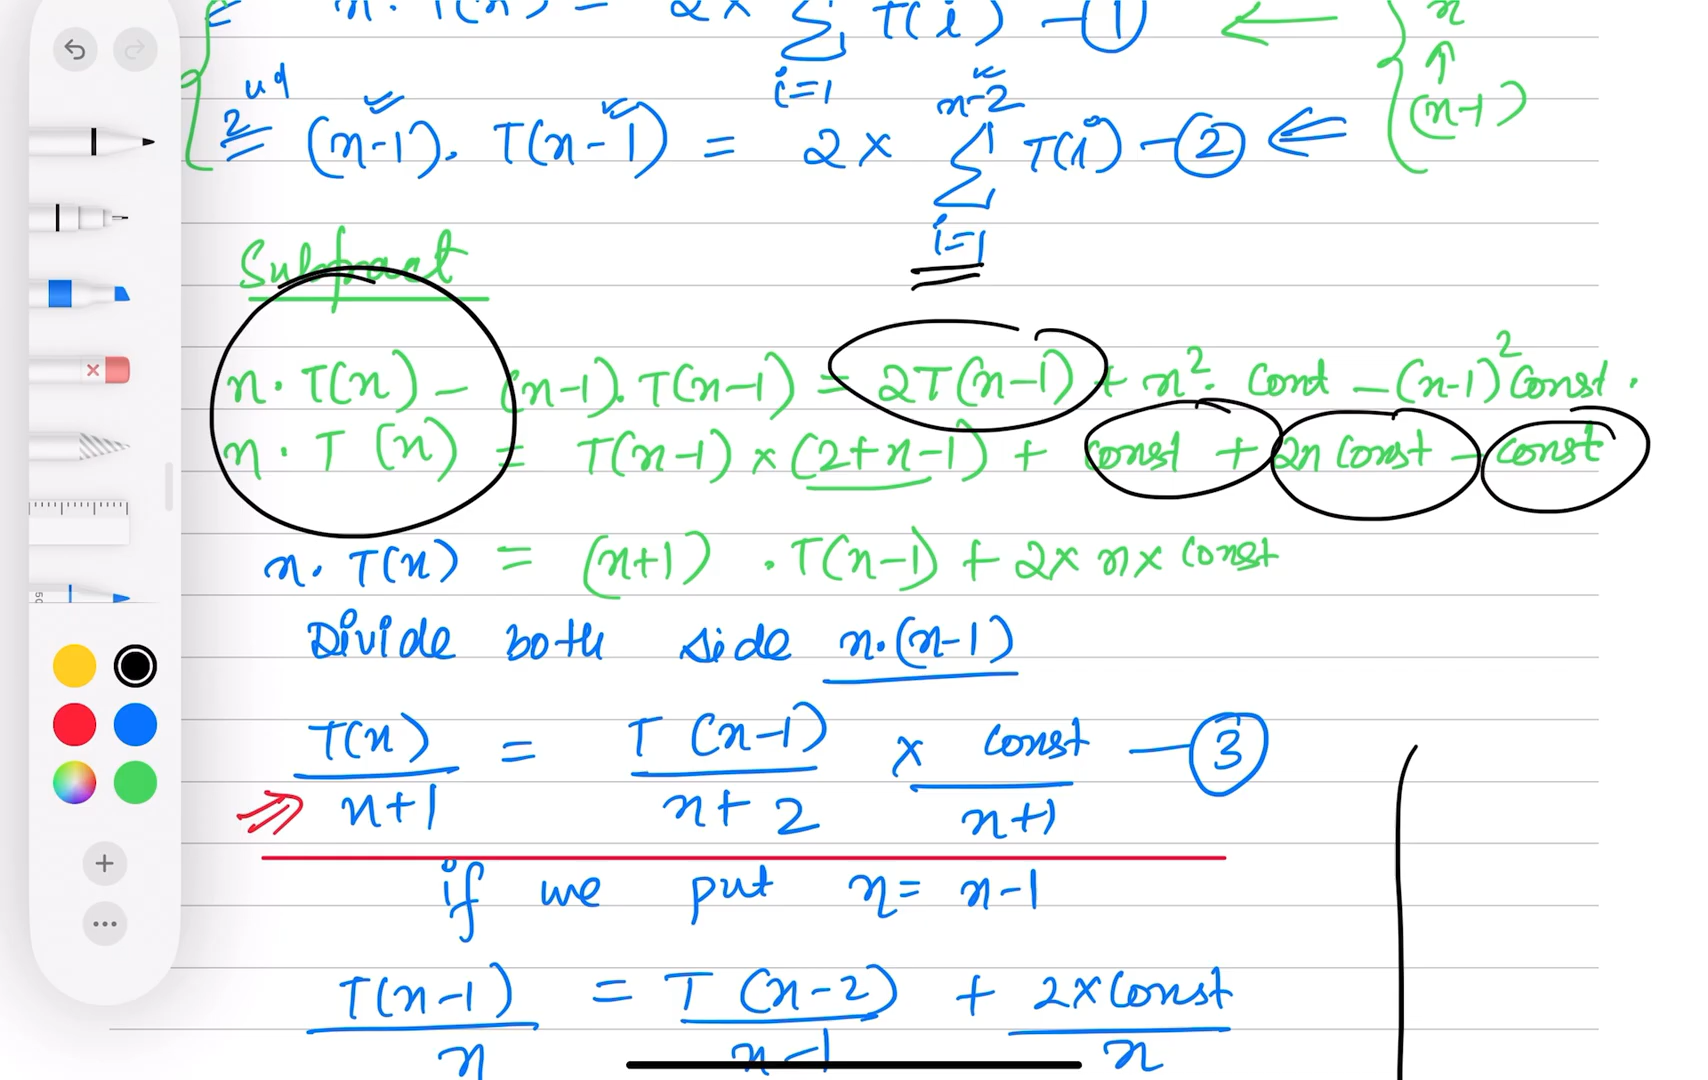 n. T(n) = 2× Σ T(i) — ① n
i=1 ↑
2nd (n-1). T(n-1) = 2× Σ T(i) — ② ⇐ (n-1)
n-2
i=1
Subtract
n. T(n) - (n-1). T(n-1) = 2T(n-1) + n². Cont - (n-1)² Const.
n. T(n) = T(n-1) × (2+n-1) + Const + 2n Const - Const
n. T(n) = (n+1) . T(n-1) + 2× n× Const
Divide both side n.(n-1)
T(n)/n+1 = T(n-1)/n+2 × Const/n+1 — ③
if we put n = n-1
T(n-1)/n = T(n-2)/n-1 + 2×Const/n